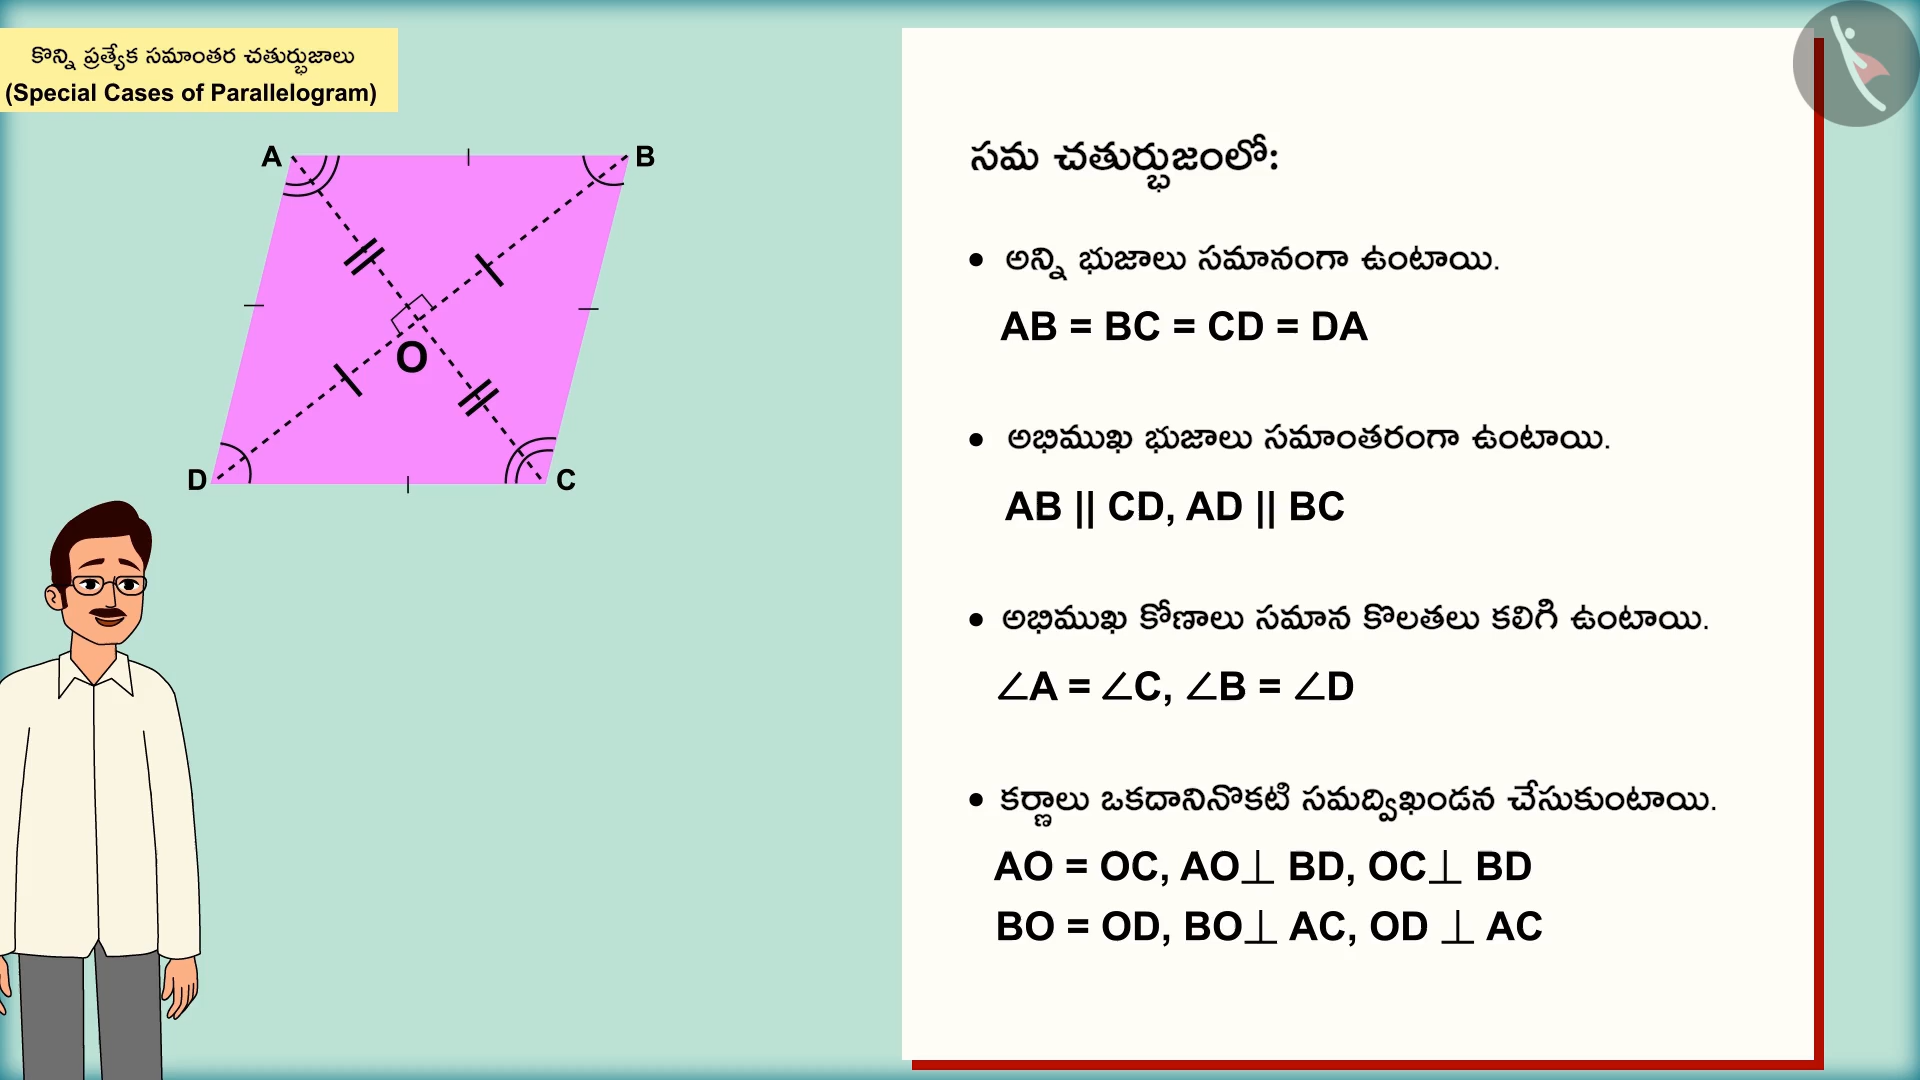 కొన్ని ప్రత్యేక సమాంతర చతుర్భుజాలు
(Special Cases of Parallelogram)
A
B
O
D
C
సమ చతుర్భుజంలో:
• అన్ని భుజాలు సమానంగా ఉంటాయి.
AB = BC = CD = DA
• అభిముఖ భుజాలు సమాంతరంగా ఉంటాయి.
AB || CD, AD || BC
• అభిముఖ కోణాలు సమాన కొలతలు కలిగి ఉంటాయి.
∠A = ∠C, ∠B = ∠D
• కర్ణాలు ఒకదానినొకటి సమద్విఖండన చేసుకుంటాయి.
AO = OC, AO⊥ BD, OC⊥ BD
BO = OD, BO⊥ AC, OD ⊥ AC